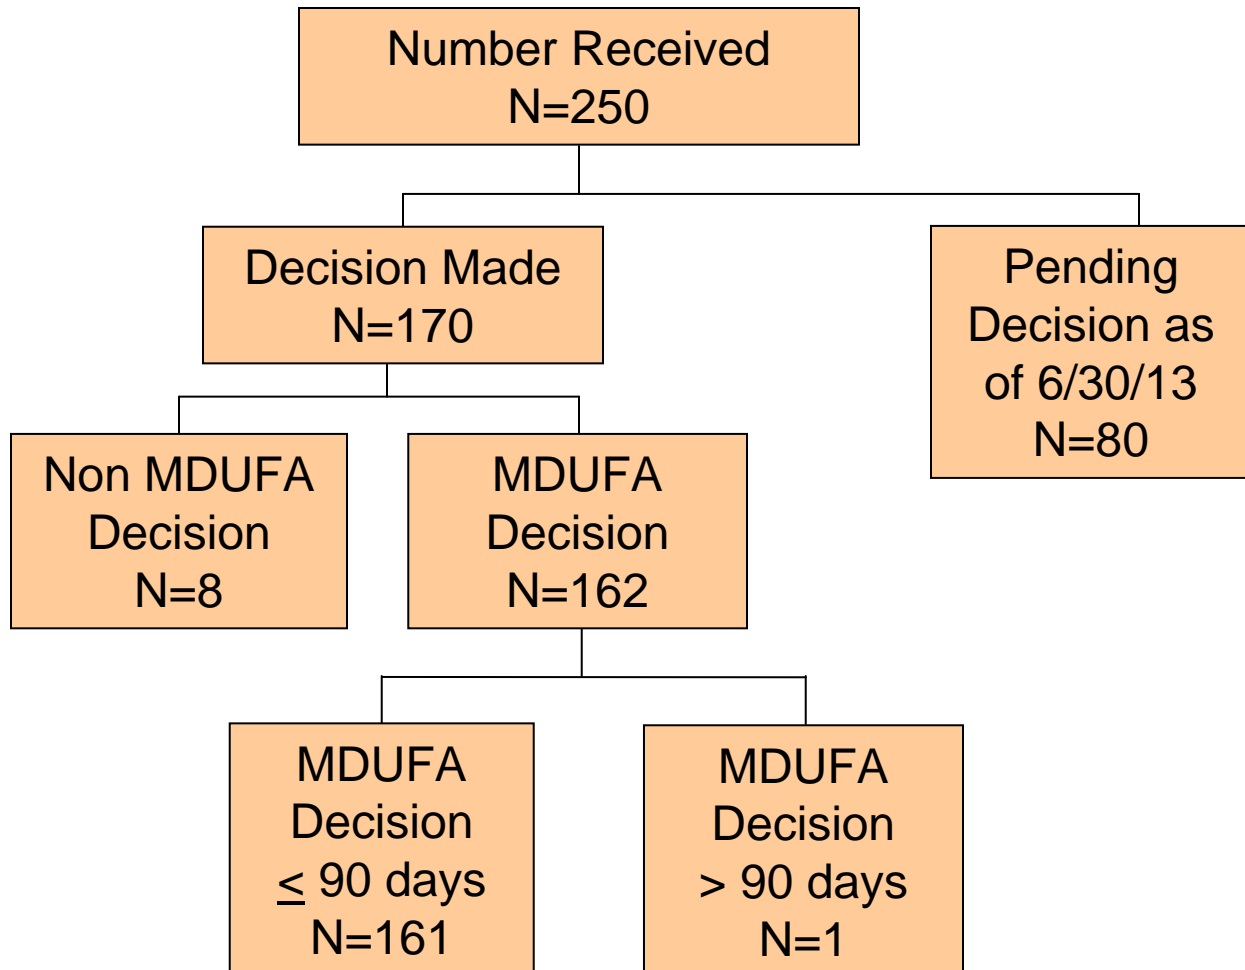 Number Received
N=250
Decision Made
N=170
Pending
Decision as
of 6/30/13
N=80
Non MDUFA
Decision
N=8
MDUFA
Decision
N=162
MDUFA
Decision
≤ 90 days
N=161
MDUFA
Decision
> 90 days
N=1